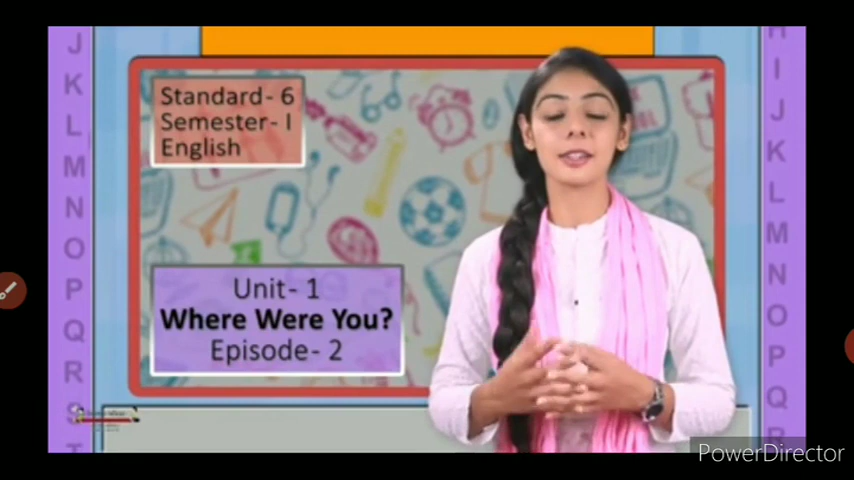 Standard- 6
Semester- I
English
Unit- 1
Where Were You?
Episode- 2
J
K
L
M
N
O
P
Q
R
S
T
H
I
J
K
L
M
N
O
P
Q
R
PowerDirector